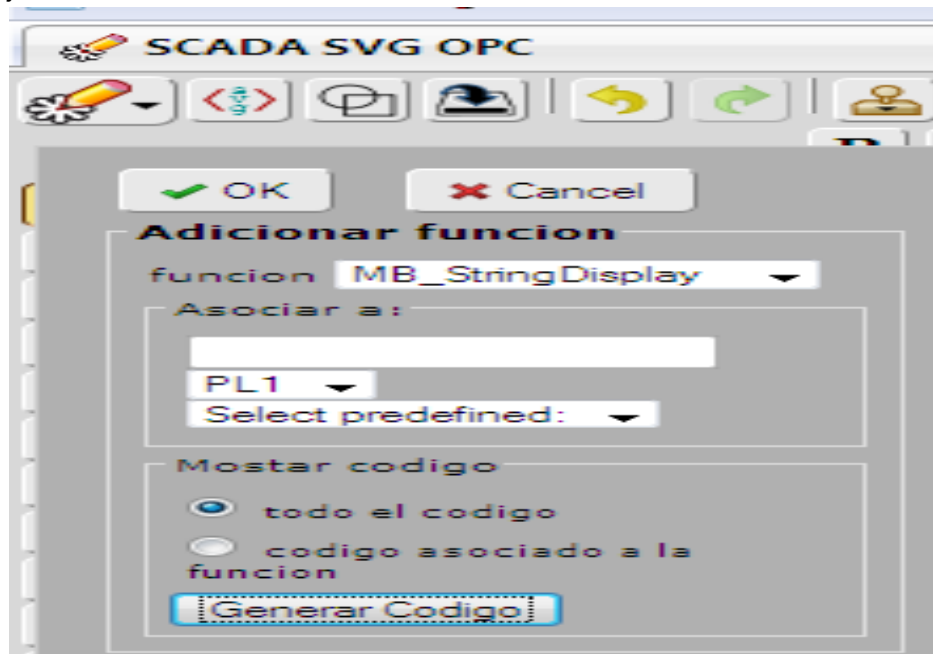 SCADA SVG OPC
OK Cancel
Adicionar funcion
funcion MB_StringDisplay
Asociar a:
PL1
Select predefined:
Mostar codigo
todo el codigo
codigo asociado a la
funcion
Generar Codigo